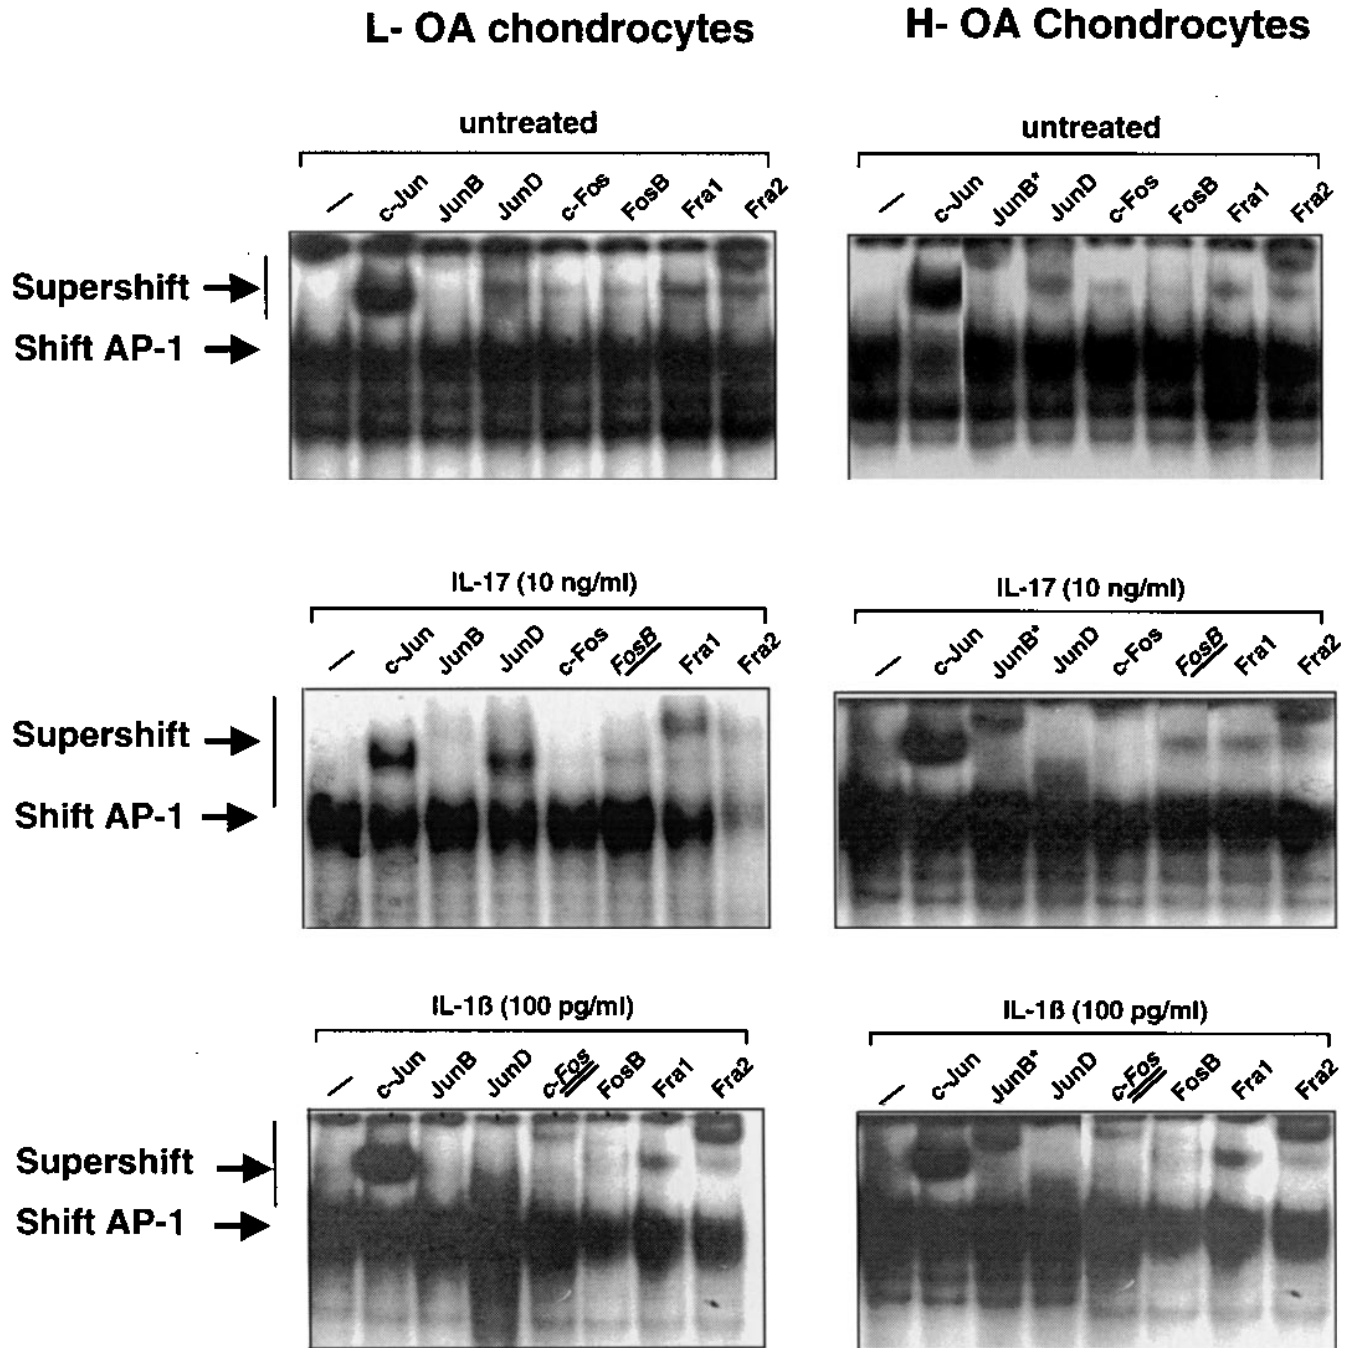 L- OA chondrocytes H- OA Chondrocytes
untreated untreated
— c-Jun JunB JunD c-Fos FosB Fra1 Fra2 — c-Jun JunB* JunD c-Fos FosB Fra1 Fra2
Supershift
Shift AP-1
IL-17 (10 ng/ml) IL-17 (10 ng/ml)
— c-Jun JunB JunD c-Fos FosB Fra1 Fra2 — c-Jun JunB* JunD c-Fos FosB Fra1 Fra2
Supershift
Shift AP-1
IL-1ß (100 pg/ml) IL-1ß (100 pg/ml)
— c-Jun JunB JunD c-Fos FosB Fra1 Fra2 — c-Jun JunB* JunD c-Fos FosB Fra1 Fra2
Supershift
Shift AP-1